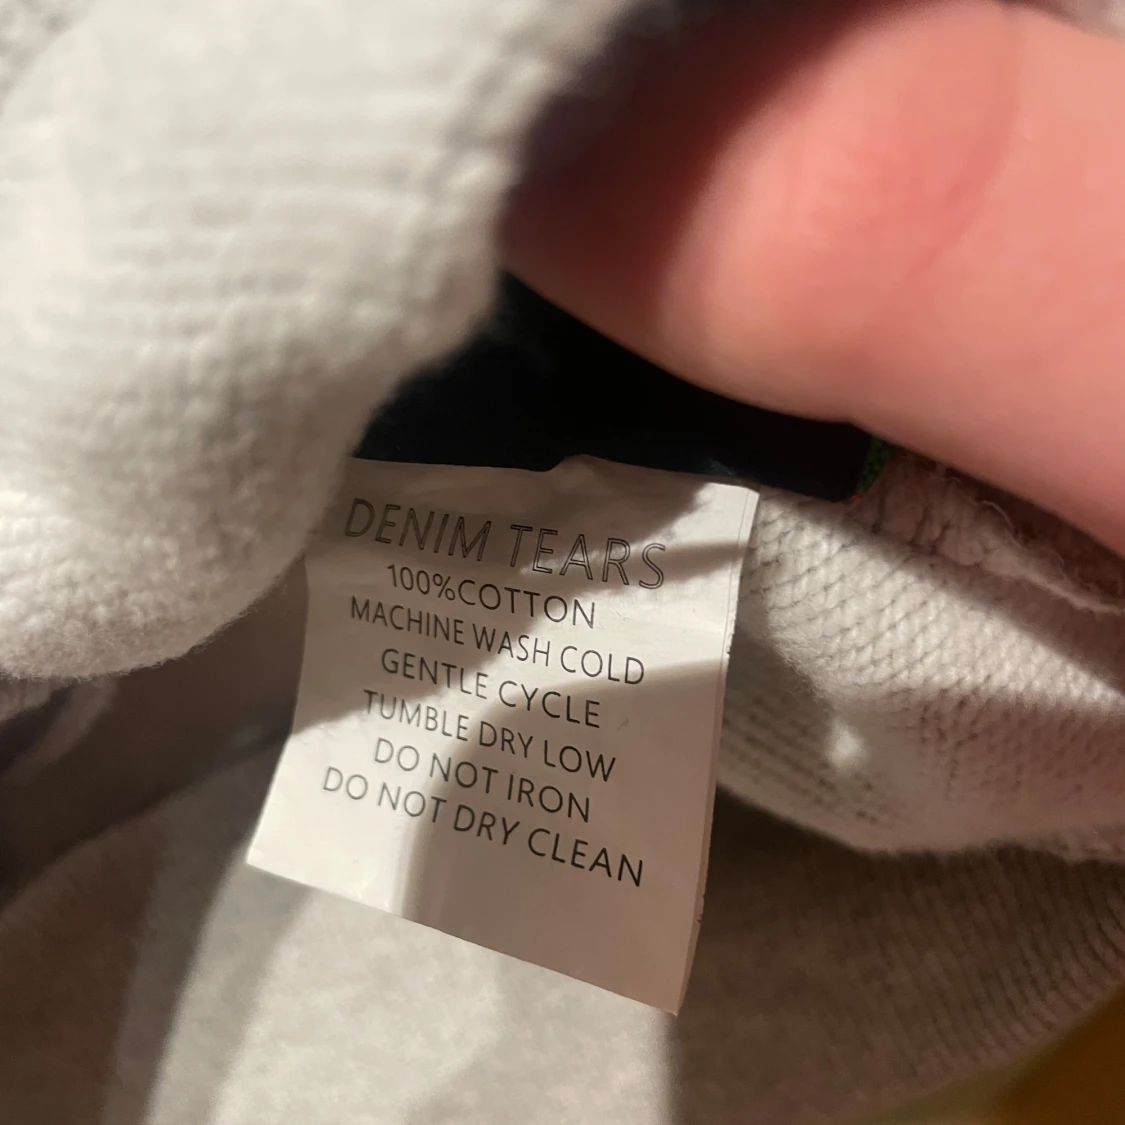 DENIM TEARS
100%COTTON
MACHINE WASH COLD
GENTLE CYCLE
TUMBLE DRY LOW
DO NOT IRON
DO NOT DRY CLEAN